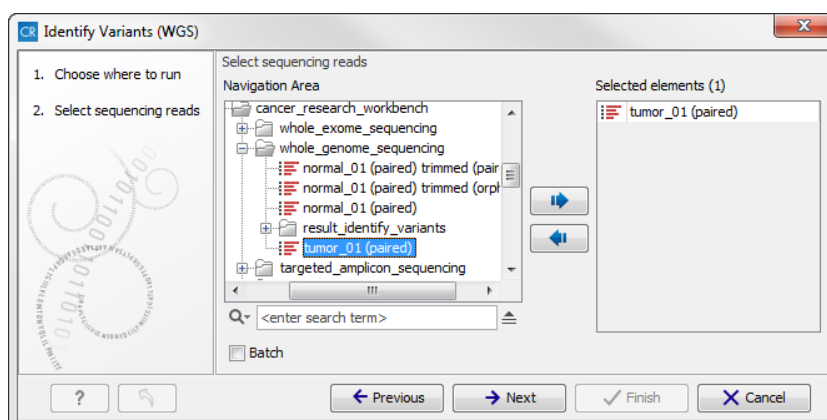 CR Identify Variants (WGS)
1. Choose where to run
2. Select sequencing reads
Select sequencing reads
Navigation Area
cancer_research_workbench
whole_exome_sequencing
whole_genome_sequencing
normal_01 (paired) trimmed (pair
normal_01 (paired) trimmed (orph
normal_01 (paired)
result_identify_variants
tumor_01 (paired)
targeted_amplicon_sequencing
<enter search term>
Batch
Selected elements (1)
tumor_01 (paired)
? Previous Next Finish Cancel